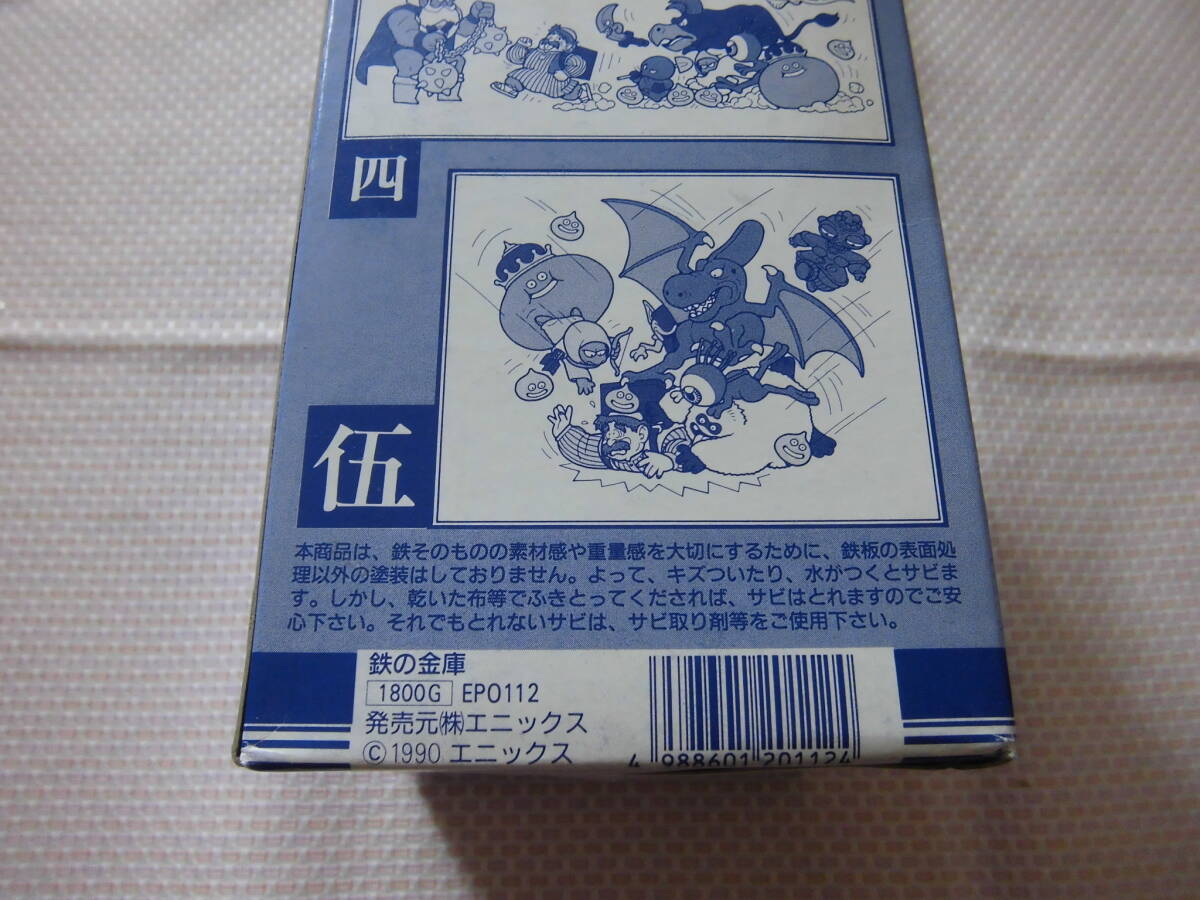 四
伍
本商品は、鉄そのものの素材感や重量感を大切にするために、鉄板の表面処
理以外の塗装はしておりません。よって、キズついたり、水がつくとサビま
す。しかし、乾いた布等でふきとってくだされば、サビはとれますのでご安
心下さい。それでもとれないサビは、サビ取り剤等をご使用下さい。
鉄の金庫
1800G EPO112
発売元㈱エニックス
©1990 エニックス
4 988601 201124